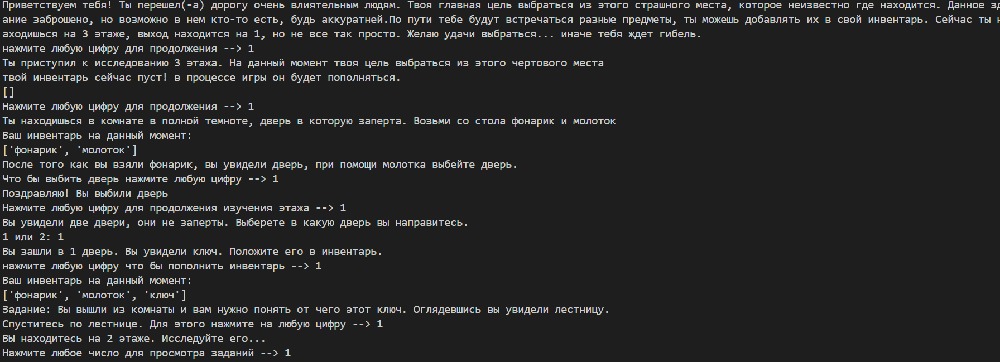 Приветствуем тебя! Ты перешел(-а) дорогу очень влиятельным людям. Твоя главная цель выбраться из этого страшного места, которое неизвестно где находится. Данное зд
ание заброшено, но возможно в нем кто-то есть, будь аккуратней.По пути тебе будут встречаться разные предметы, ты можешь добавлять их в свой инвентарь. Сейчас ты н
аходишься на 3 этаже, выход находится на 1, но не все так просто. Желаю удачи выбраться... иначе тебя ждет гибель.
нажмите любую цифру для продолжения --> 1
Ты приступил к исследованию 3 этажа. На данный момент твоя цель выбраться из этого чертового места
твой инвентарь сейчас пуст! в процессе игры он будет пополняться.
[]
Нажмите любую цифру для продолжения --> 1
Ты находишься в комнате в полной темноте, дверь в которую заперта. Возьми со стола фонарик и молоток
Ваш инвентарь на данный момент:
['фонарик', 'молоток']
После того как вы взяли фонарик, вы увидели дверь, при помощи молотка выбейте дверь.
Что бы выбить дверь нажмите любую цифру --> 1
Поздравляю! Вы выбили дверь
Нажмите любую цифру для продолжения изучения этажа --> 1
Вы увидели две двери, они не заперты. Выберете в какую дверь вы направитесь.
1 или 2: 1
Вы зашли в 1 дверь. Вы увидели ключ. Положите его в инвентарь.
нажмите любую цифру что бы пополнить инвентарь --> 1
Ваш инвентарь на данный момент:
['фонарик', 'молоток', 'ключ']
Задание: Вы вышли из комнаты и вам нужно понять от чего этот ключ. Оглядевшись вы увидели лестницу.
Спуститесь по лестнице. Для этого нажмите на любую цифру --> 1
ВЫ находитесь на 2 этаже. Исследуйте его...
Нажмите любое число для просмотра заданий --> 1